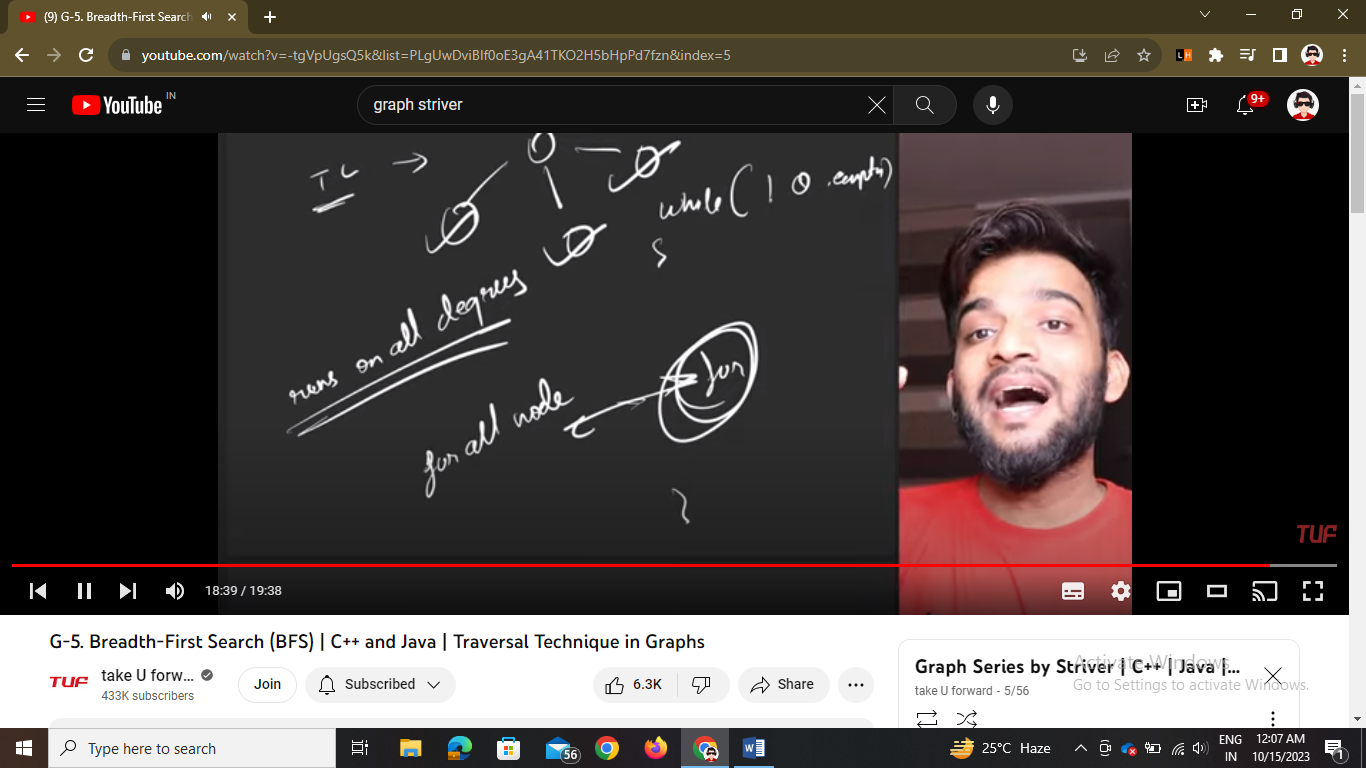 (9) G-5. Breadth-First Search
youtube.com/watch?v=-tgVpUgsQ5k&list=PLgUwDviBIf0oE3gA41TKO2H5bHpPd7fzn&index=5
YouTube IN
graph striver
9+
while ( ! Q .empty)
runs on all degrees
for all node
for
TUF
18:39 / 19:38
G-5. Breadth-First Search (BFS) | C++ and Java | Traversal Technique in Graphs
TUF
take U forw...
433K subscribers
Join
Subscribed
6.3K
Share
Graph Series by Striver | C++ | Java |...
take U forward - 5/56
Activate Windows
Go to Settings to activate Windows.
Type here to search
56
25°C Haze
ENG
IN
12:07 AM
10/15/2023
1